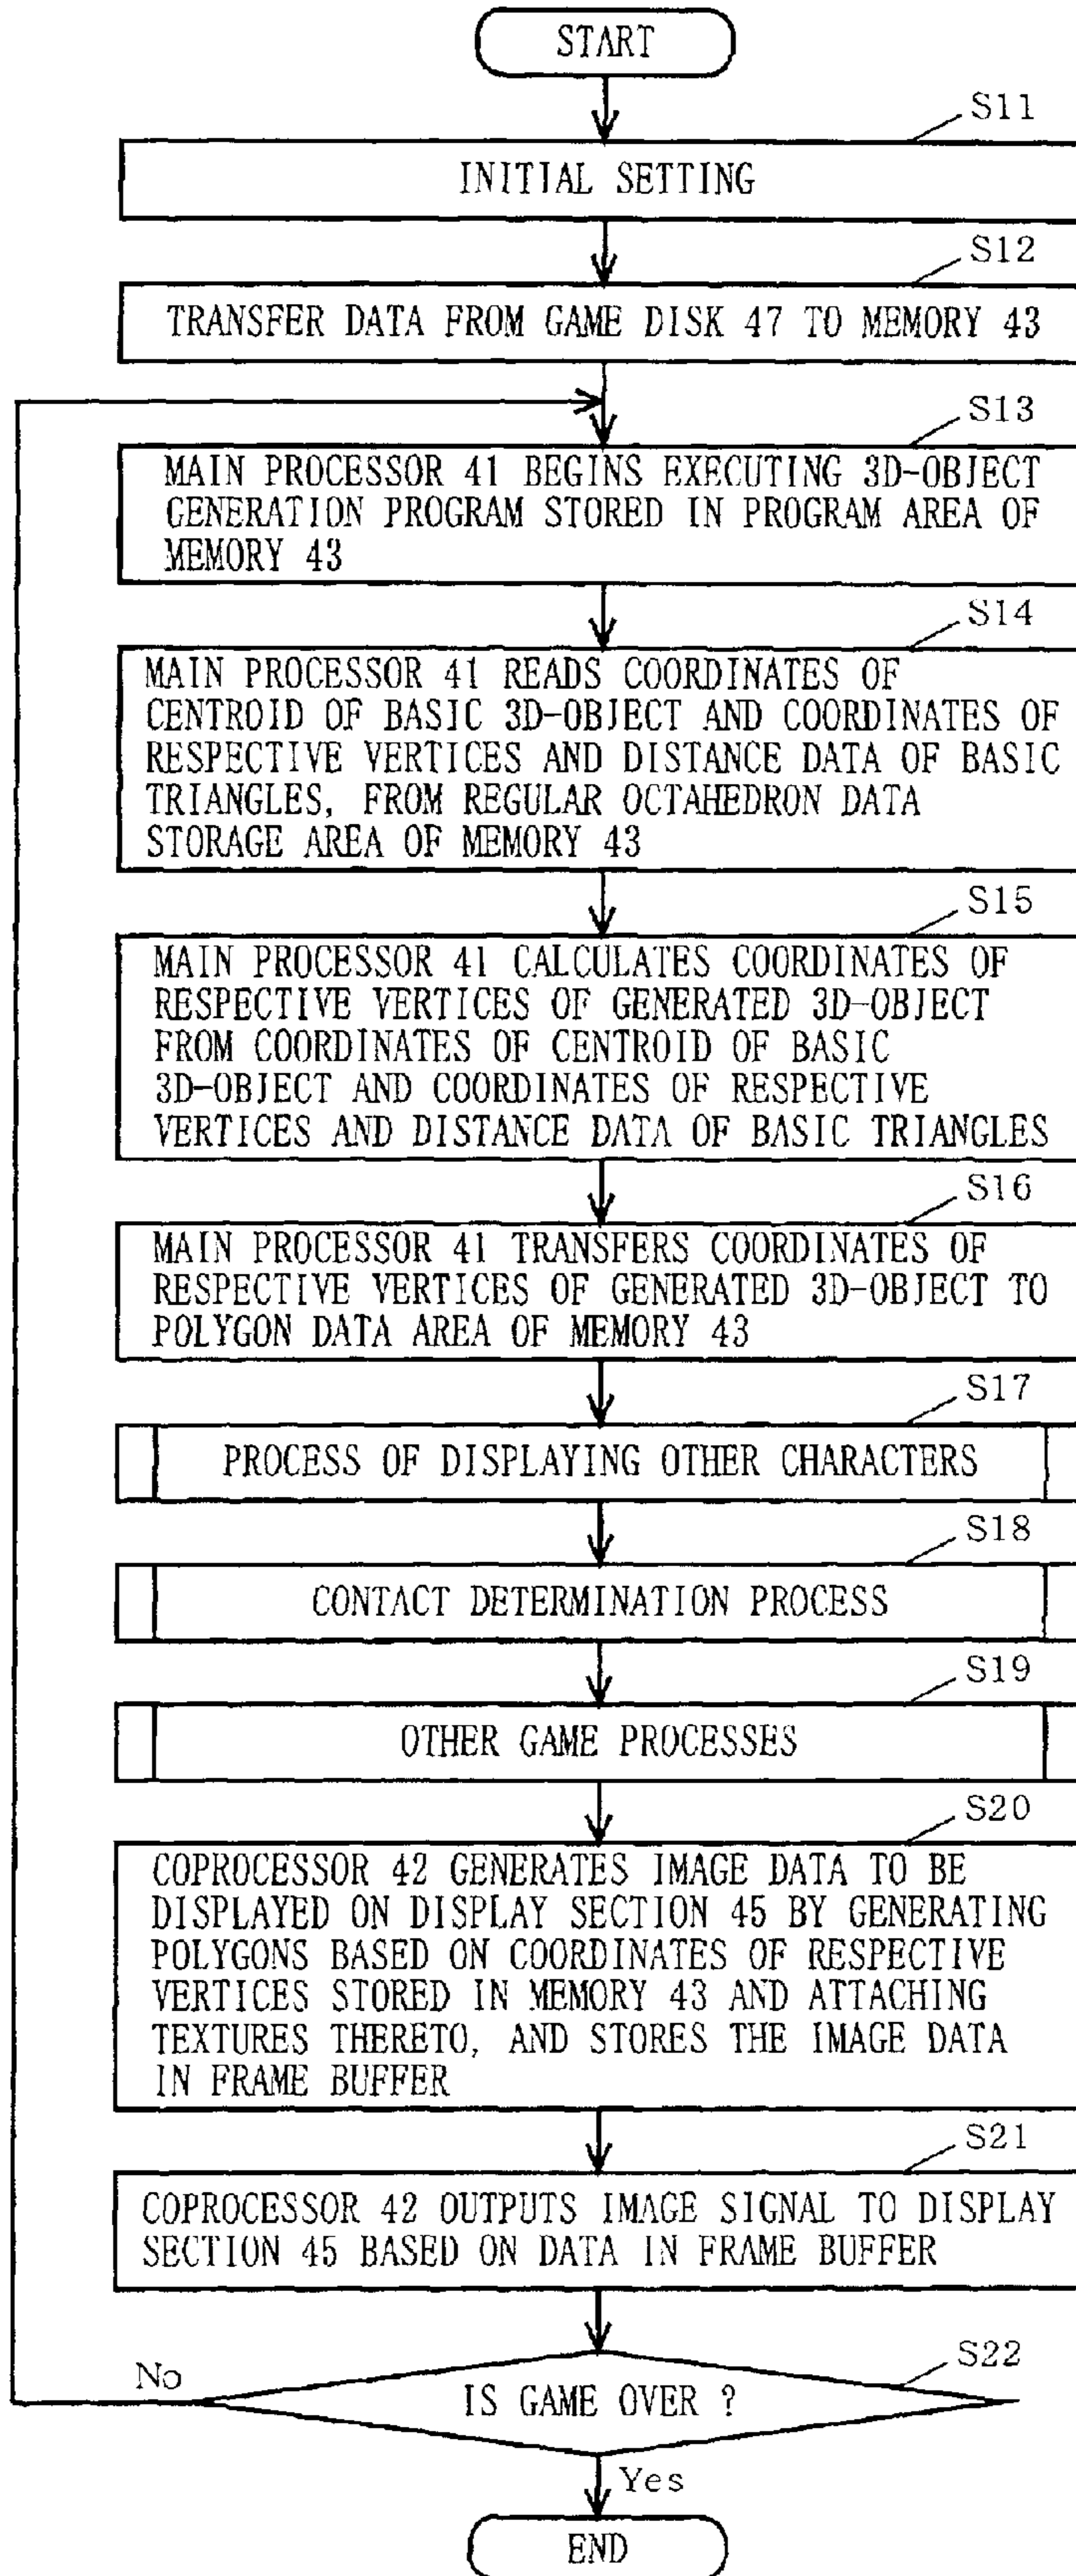 START
S11
INITIAL SETTING
S12
TRANSFER DATA FROM GAME DISK 47 TO MEMORY 43
S13
MAIN PROCESSOR 41 BEGINS EXECUTING 3D-OBJECT
GENERATION PROGRAM STORED IN PROGRAM AREA OF
MEMORY 43
S14
MAIN PROCESSOR 41 READS COORDINATES OF
CENTROID OF BASIC 3D-OBJECT AND COORDINATES OF
RESPECTIVE VERTICES AND DISTANCE DATA OF BASIC
TRIANGLES, FROM REGULAR OCTAHEDRON DATA
STORAGE AREA OF MEMORY 43
S15
MAIN PROCESSOR 41 CALCULATES COORDINATES OF
RESPECTIVE VERTICES OF GENERATED 3D-OBJECT
FROM COORDINATES OF CENTROID OF BASIC
3D-OBJECT AND COORDINATES OF RESPECTIVE
VERTICES AND DISTANCE DATA OF BASIC TRIANGLES
S16
MAIN PROCESSOR 41 TRANSFERS COORDINATES OF
RESPECTIVE VERTICES OF GENERATED 3D-OBJECT TO
POLYGON DATA AREA OF MEMORY 43
S17
PROCESS OF DISPLAYING OTHER CHARACTERS
S18
CONTACT DETERMINATION PROCESS
S19
OTHER GAME PROCESSES
S20
COPROCESSOR 42 GENERATES IMAGE DATA TO BE
DISPLAYED ON DISPLAY SECTION 45 BY GENERATING
POLYGONS BASED ON COORDINATES OF RESPECTIVE
VERTICES STORED IN MEMORY 43 AND ATTACHING
TEXTURES THERETO, AND STORES THE IMAGE DATA
IN FRAME BUFFER
S21
COPROCESSOR 42 OUTPUTS IMAGE SIGNAL TO DISPLAY
SECTION 45 BASED ON DATA IN FRAME BUFFER
S22
No
IS GAME OVER ?
Yes
END